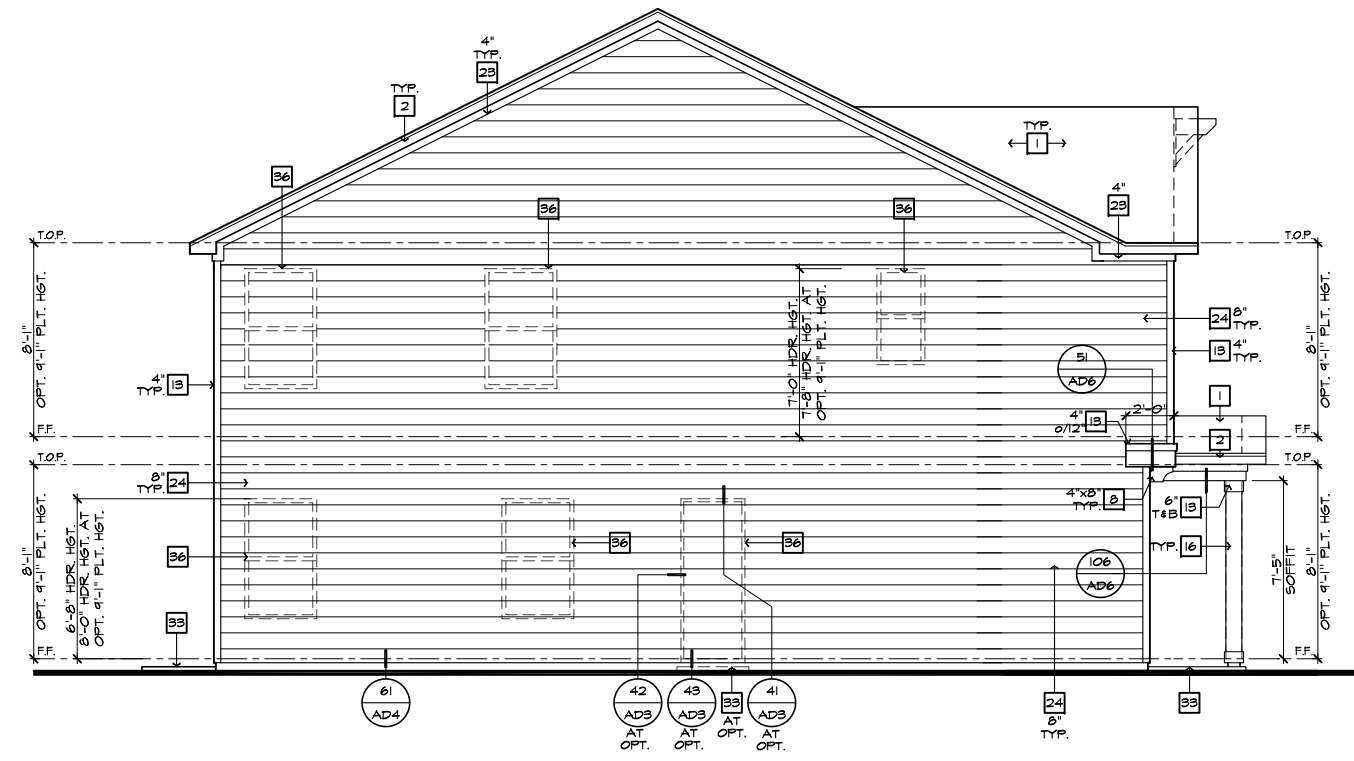 4"
TYP.
23
TYP.
2
TYP.
1
36
36
36
4"
23
T.O.P.
T.O.P.
8'-1"
OPT. 9'-1" PLT. HGT.
7'-0" HDR. HGT.
7'-8" HDR. HGT. AT
OPT. 9'-1" PLT. HGT.
24 8"
TYP.
13 4"
TYP.
8'-1"
OPT. 9'-1" PLT. HGT.
51
AD6
4"
TYP. 13
1
2'-0"
4"
0/12" 13
2
F.F.
F.F.
T.O.P.
T.O.P.
8"
TYP. 24
4"x8"
TYP. 8
6"
T&B 13
8'-1"
OPT. 9'-1" PLT. HGT.
6'-8" HDR. HGT.
8'-0" HDR. HGT. AT
OPT. 9'-1" PLT. HGT.
36
36
36
TYP. 16
106
AD6
7'-5"
SOFFIT
8'-1"
OPT. 9'-1" PLT. HGT.
33
F.F.
F.F.
61
AD4
42
AD3
AT
OPT.
43
AD3
AT
OPT.
33
AT
OPT.
41
AD3
AT
OPT.
24
8"
TYP.
33